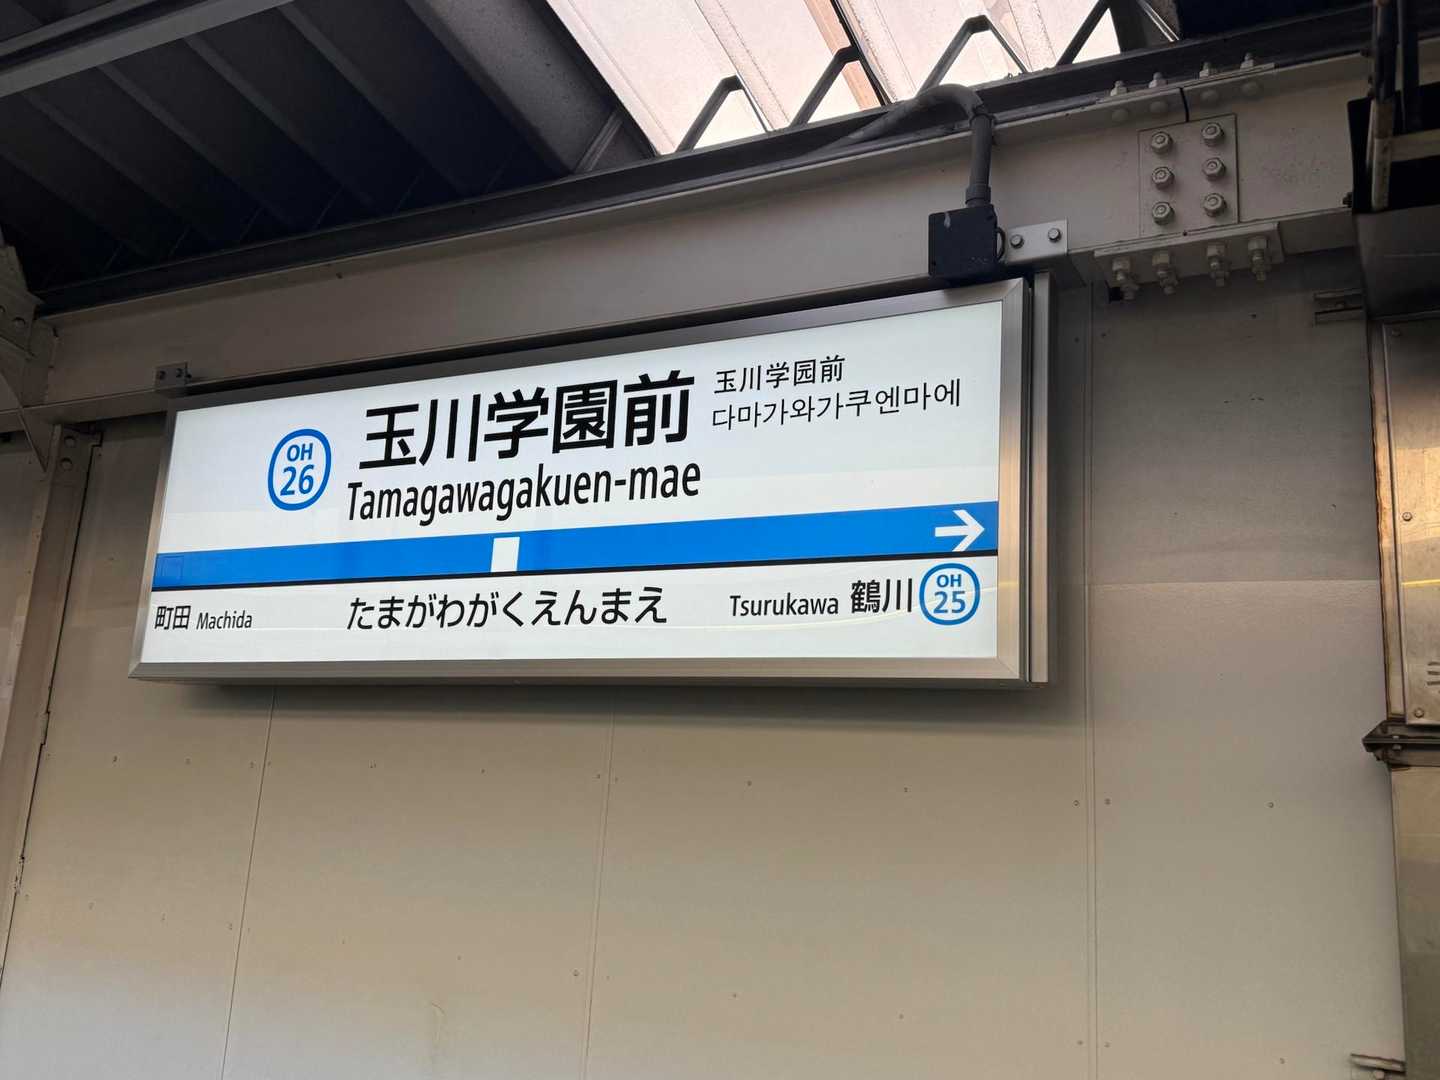 OH
26
玉川学園前
Tamagawagakuen-mae
玉川学园前
다마가와가쿠엔마에
→
町田 Machida
たまがわがくえんまえ
Tsurukawa 鶴川
OH
25